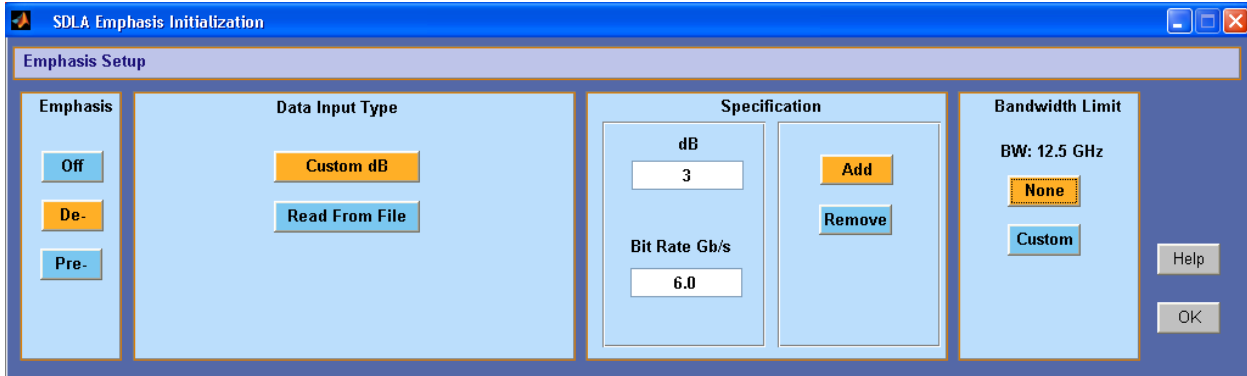 SDLA Emphasis Initialization
Emphasis Setup
Emphasis
Off
De-
Pre-
Data Input Type
Custom dB
Read From File
Specification
dB
3
Bit Rate Gb/s
6.0
Add
Remove
Bandwidth Limit
BW: 12.5 GHz
None
Custom
Help
OK